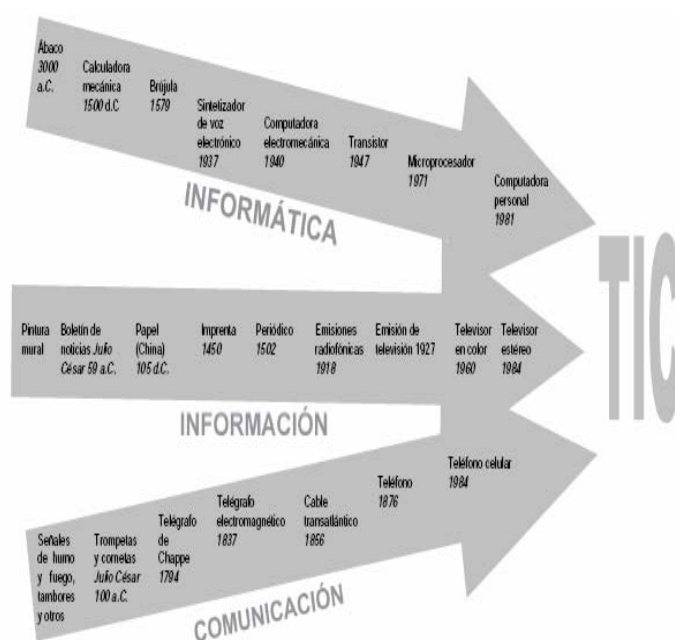 Ábaco
3000
a.C.
Calculadora
mecánica
1500 d.C
Brújula
1579
Sintetizador
de voz
electrónico
1937
Computadora
electromecánica
1940
Transistor
1947
Microprocesador
1971
Computadora
personal
1981
INFORMÁTICA
Pintura
mural
Boletín de
noticias Julio
César 59 a.C.
Papel
(China)
105 d.C.
Imprenta
1450
Periódico
1502
Emisiones
radiofónicas
1918
Emisión de
televisión 1927
Televisor
en color
1960
Televisor
estéreo
1984
INFORMACIÓN
Señales
de humo
y fuego,
tambores
y otros
Trompetas
y cornetas
Julio César
100 a.C.
Telégrafo
de
Chappe
1794
Telégrafo
electromagnético
1837
Cable
transatlántico
1856
Teléfono
1876
Teléfono celular
1984
COMUNICACIÓN
TIC